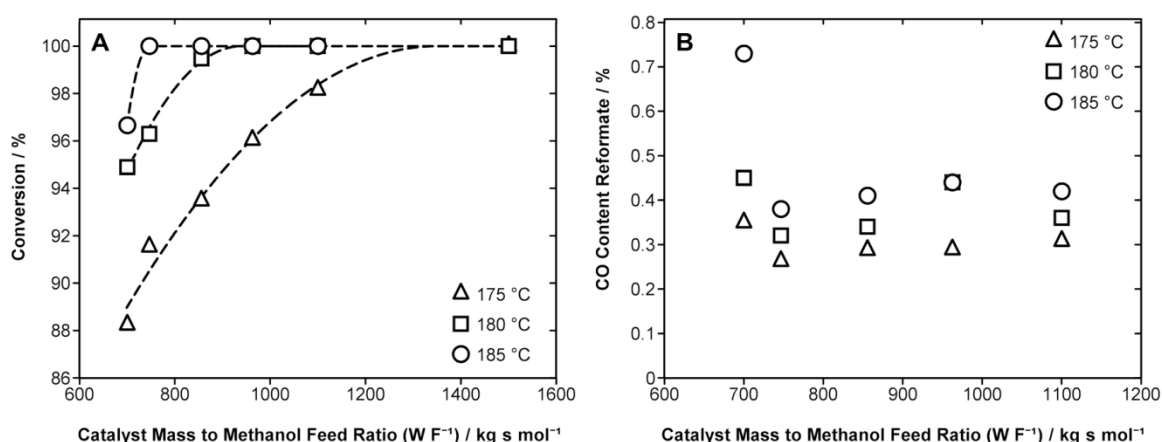 A
100
98
96
94
92
90
88
86
600 800 1000 1200 1400 1600
Conversion / %
175 °C
180 °C
185 °C
Catalyst Mass to Methanol Feed Ratio (W F⁻¹) / kg s mol⁻¹
B
0.8
0.7
0.6
0.5
0.4
0.3
0.2
0.1
0
600 700 800 900 1000 1100 1200
CO Content Reformate / %
175 °C
180 °C
185 °C
Catalyst Mass to Methanol Feed Ratio (W F⁻¹) / kg s mol⁻¹